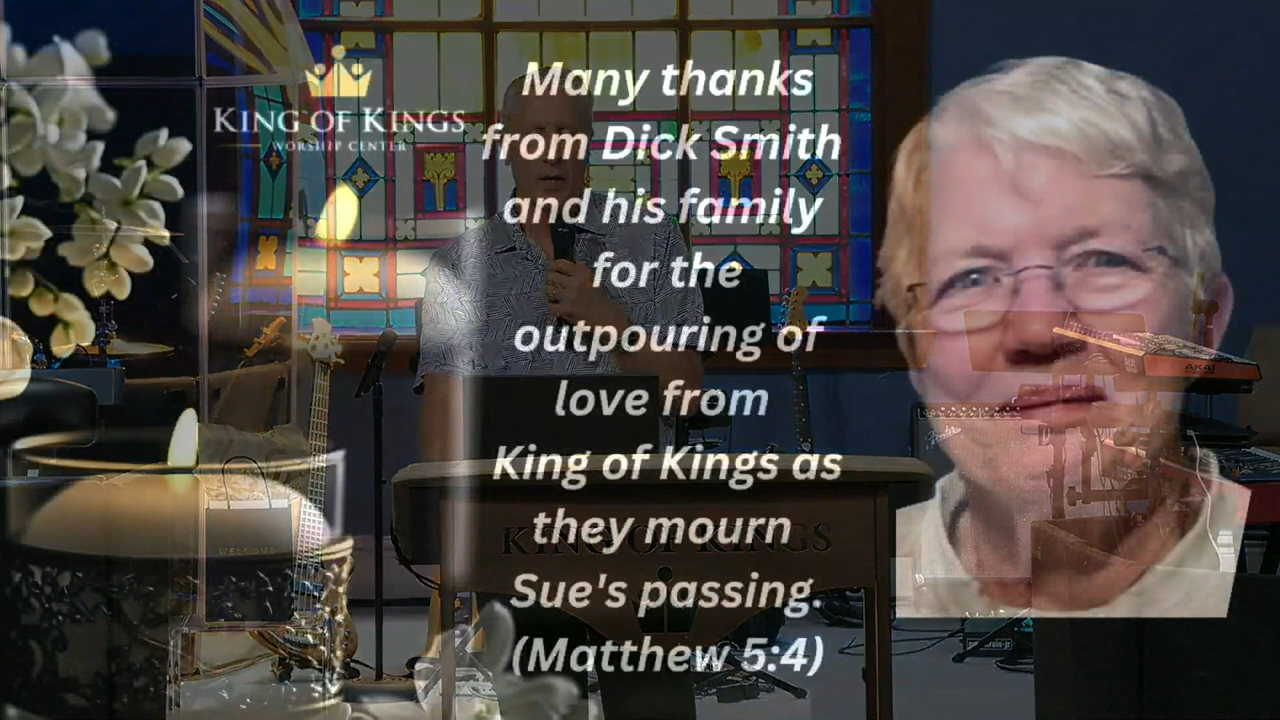 KING OF KINGS
WORSHIP CENTER
Many thanks
from Dick Smith
and his family
for the
outpouring of
love from
King of Kings as
they mourn
Sue's passing.
(Matthew 5:4)
AKAI
Fender
WELCOME
KING OF KINGS